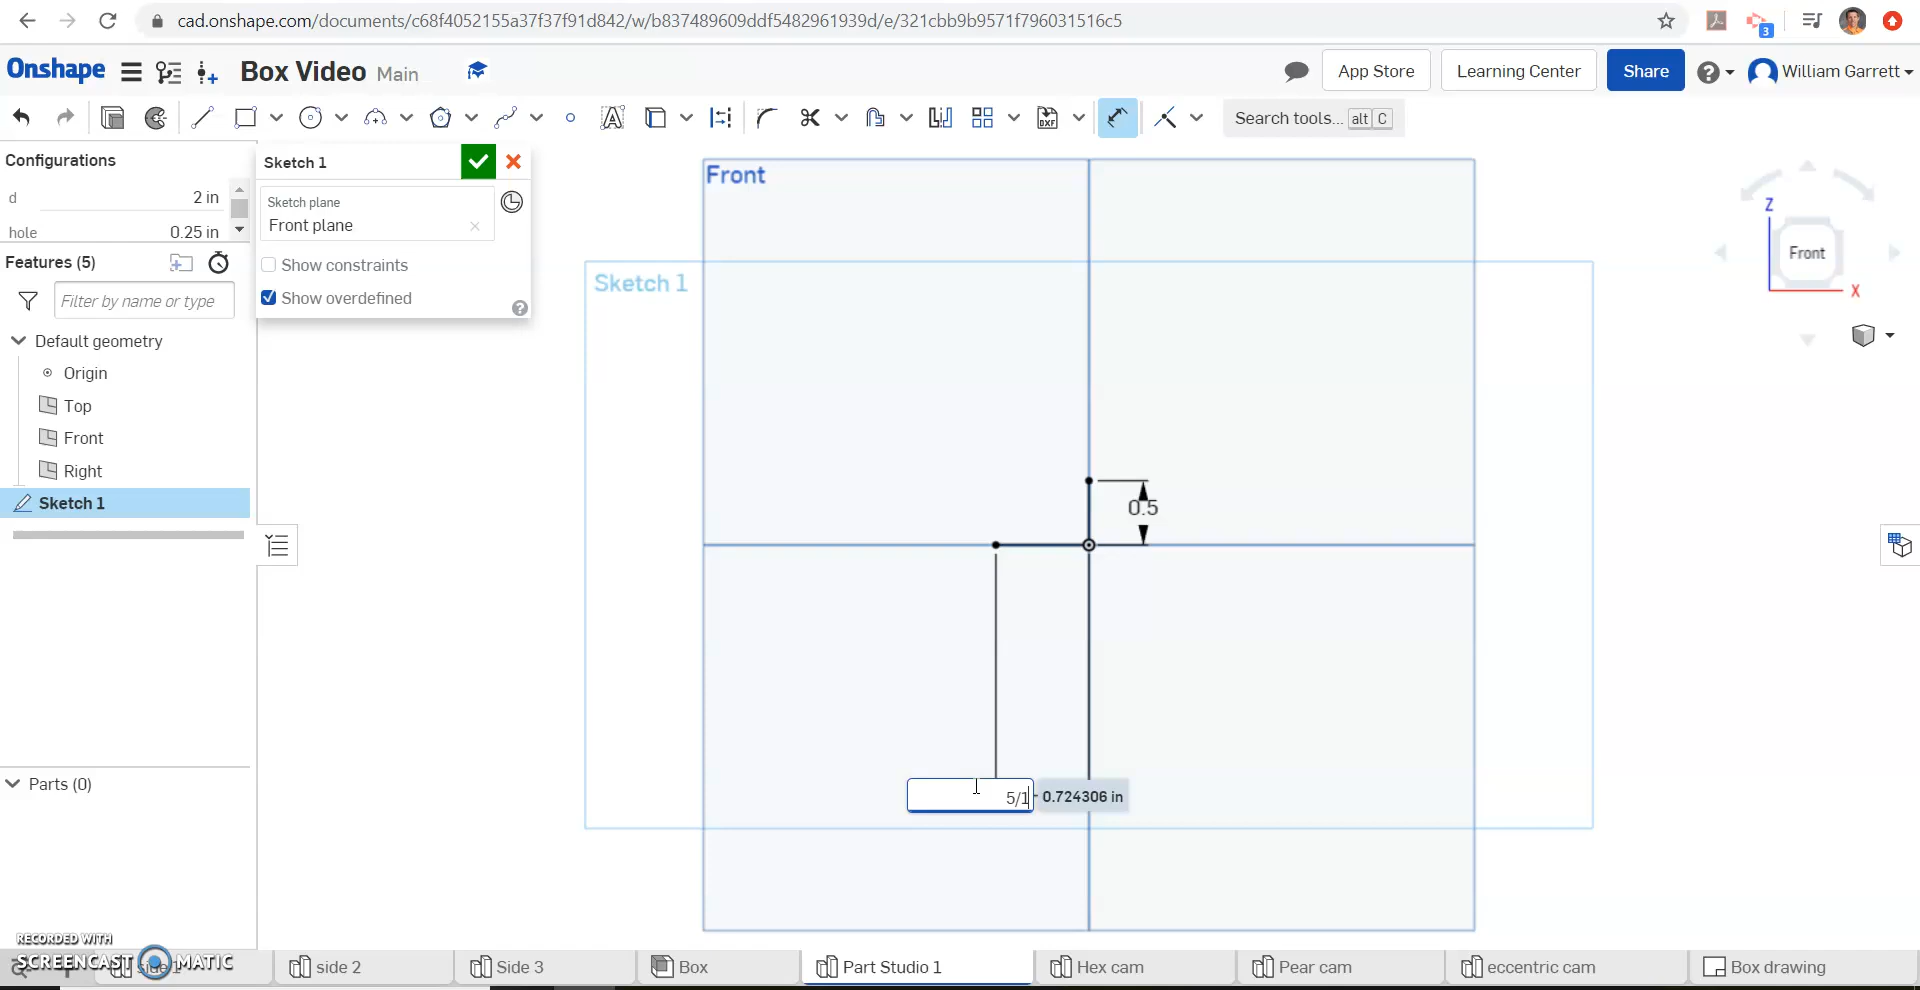 cad.onshape.com/documents/c68f4052155a37f37f91d842/w/b837489609ddf5482961939d/e/321cbb9b9571f796031516c5
3
Onshape Box Video Main App Store Learning Center Share William Garrett
DXF Search tools... alt C
Configurations
d 2 in
hole 0.25 in
Features (5)
Filter by name or type
Default geometry
Origin
Top
Front
Right
Sketch 1
Parts (0)
Sketch 1
Sketch plane
Front plane
Show constraints
Show overdefined
Front
Sketch 1
0.5
5/1 0.724306 in
Z
Front
X
RECORDED WITH
SCREENCAST MATIC
side 1 side 2 Side 3 Box Part Studio 1 Hex cam Pear cam eccentric cam Box drawing